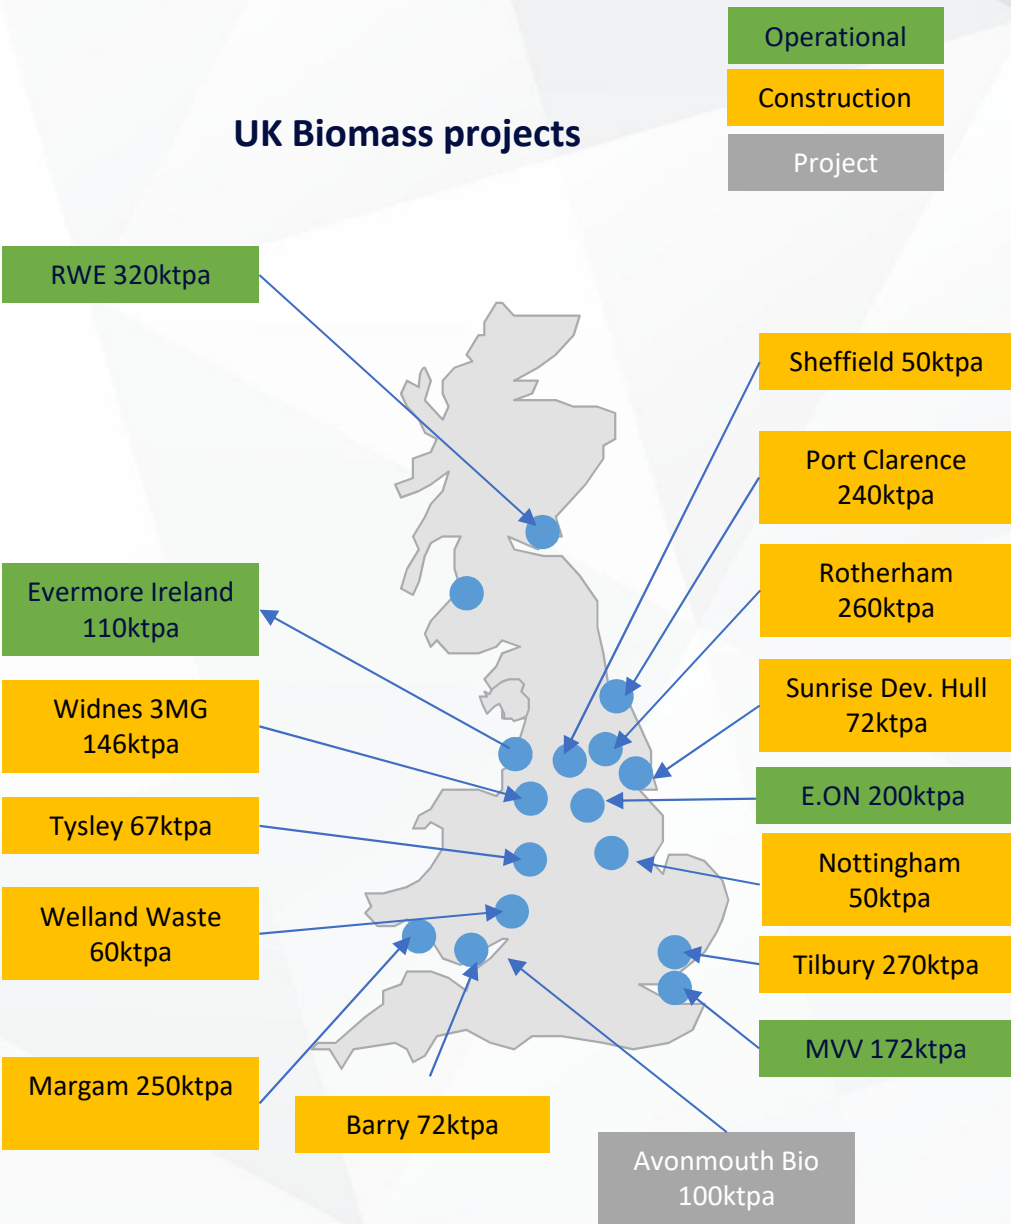 Operational
Construction
UK Biomass projects
Project
RWE 320ktpa
Sheffield 50ktpa
Port Clarence
240ktpa
Evermore Ireland
110ktpa
Rotherham
260ktpa
Widnes 3MG
146ktpa
Sunrise Dev. Hull
72ktpa
Tysley 67ktpa
E.ON 200ktpa
Nottingham
50ktpa
Welland Waste
60ktpa
Tilbury 270ktpa
MVV 172ktpa
Margam 250ktpa
Barry 72ktpa
Avonmouth Bio
100ktpa